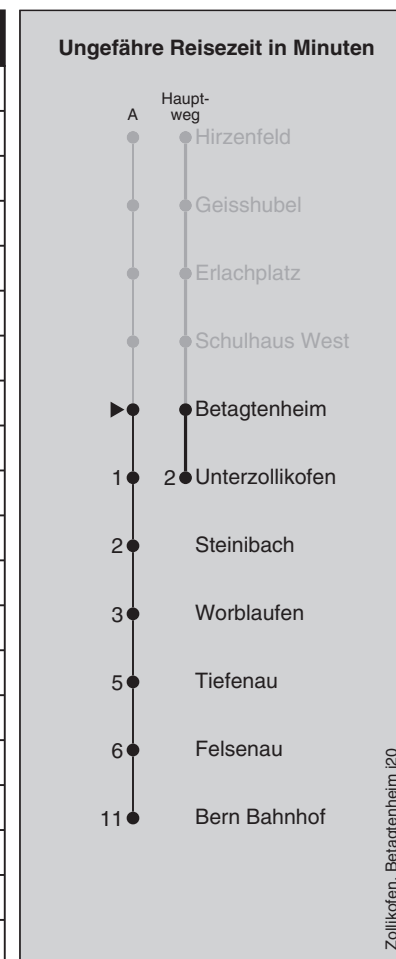 Ungefähre Reisezeit in Minuten
Haupt-
A weg
Hirzenfeld
Geisshubel
Erlachplatz
Schulhaus West
Betagtenheim
1 2 Unterzollikofen
2 Steinibach
3 Worblaufen
5 Tiefenau
6 Felsenau
11 Bern Bahnhof
Zollikofen, Betagtenheim i20